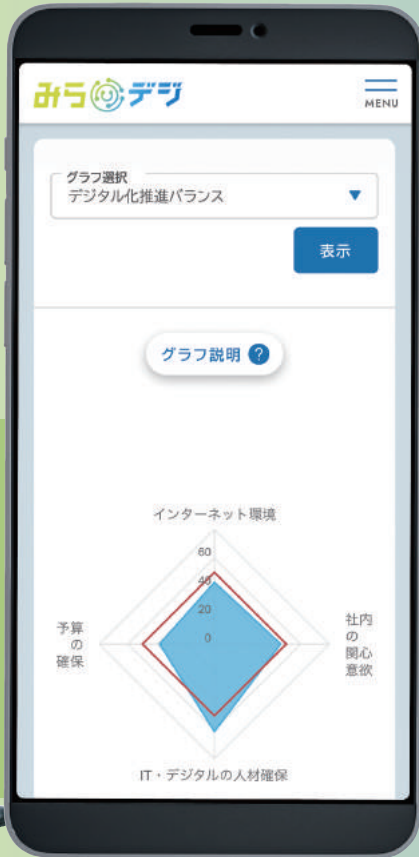 みらデジ
MENU
グラフ選択
デジタル化推進バランス
▼
表示
グラフ説明 ?
インターネット環境
60
40
20
0
予算
の
確保
社内
の
関心
意欲
IT・デジタルの人材確保